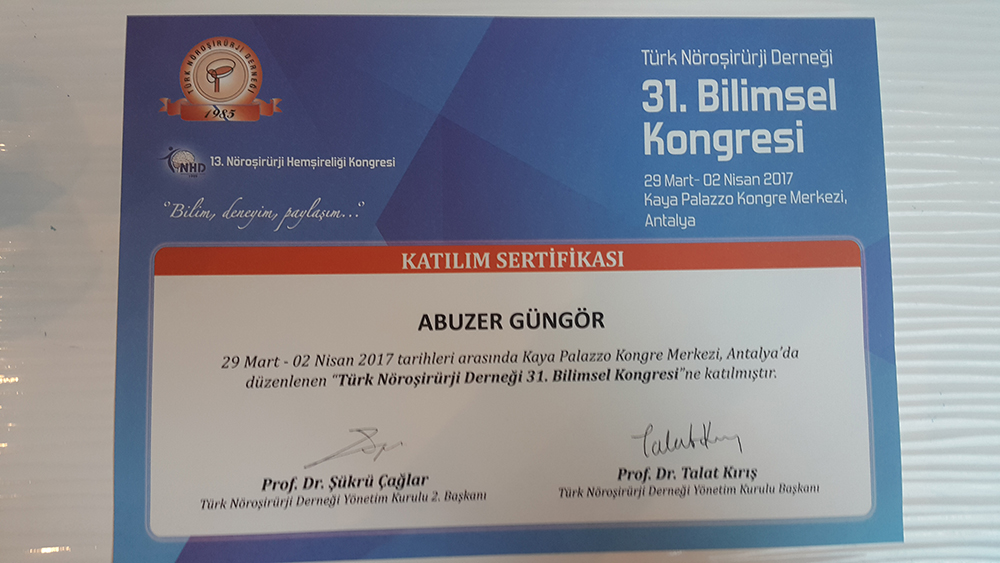 TÜRK NÖROŞİRÜRJİ DERNEĞİ
1985
NHD
13. Nöroşirürji Hemşireliği Kongresi
"Bilim, deneyim, paylaşım..."
Türk Nöroşirürji Derneği
31. Bilimsel
Kongresi
29 Mart- 02 Nisan 2017
Kaya Palazzo Kongre Merkezi,
Antalya
KATILIM SERTİFİKASI
ABUZER GÜNGÖR
29 Mart - 02 Nisan 2017 tarihleri arasında Kaya Palazzo Kongre Merkezi, Antalya'da
düzenlenen "Türk Nöroşirürji Derneği 31. Bilimsel Kongresi"ne katılmıştır.
Prof. Dr. Şükrü Çağlar
Türk Nöroşirürji Derneği Yönetim Kurulu 2. Başkanı
Talat Kırış
Prof. Dr. Talat Kırış
Türk Nöroşirürji Derneği Yönetim Kurulu Başkanı